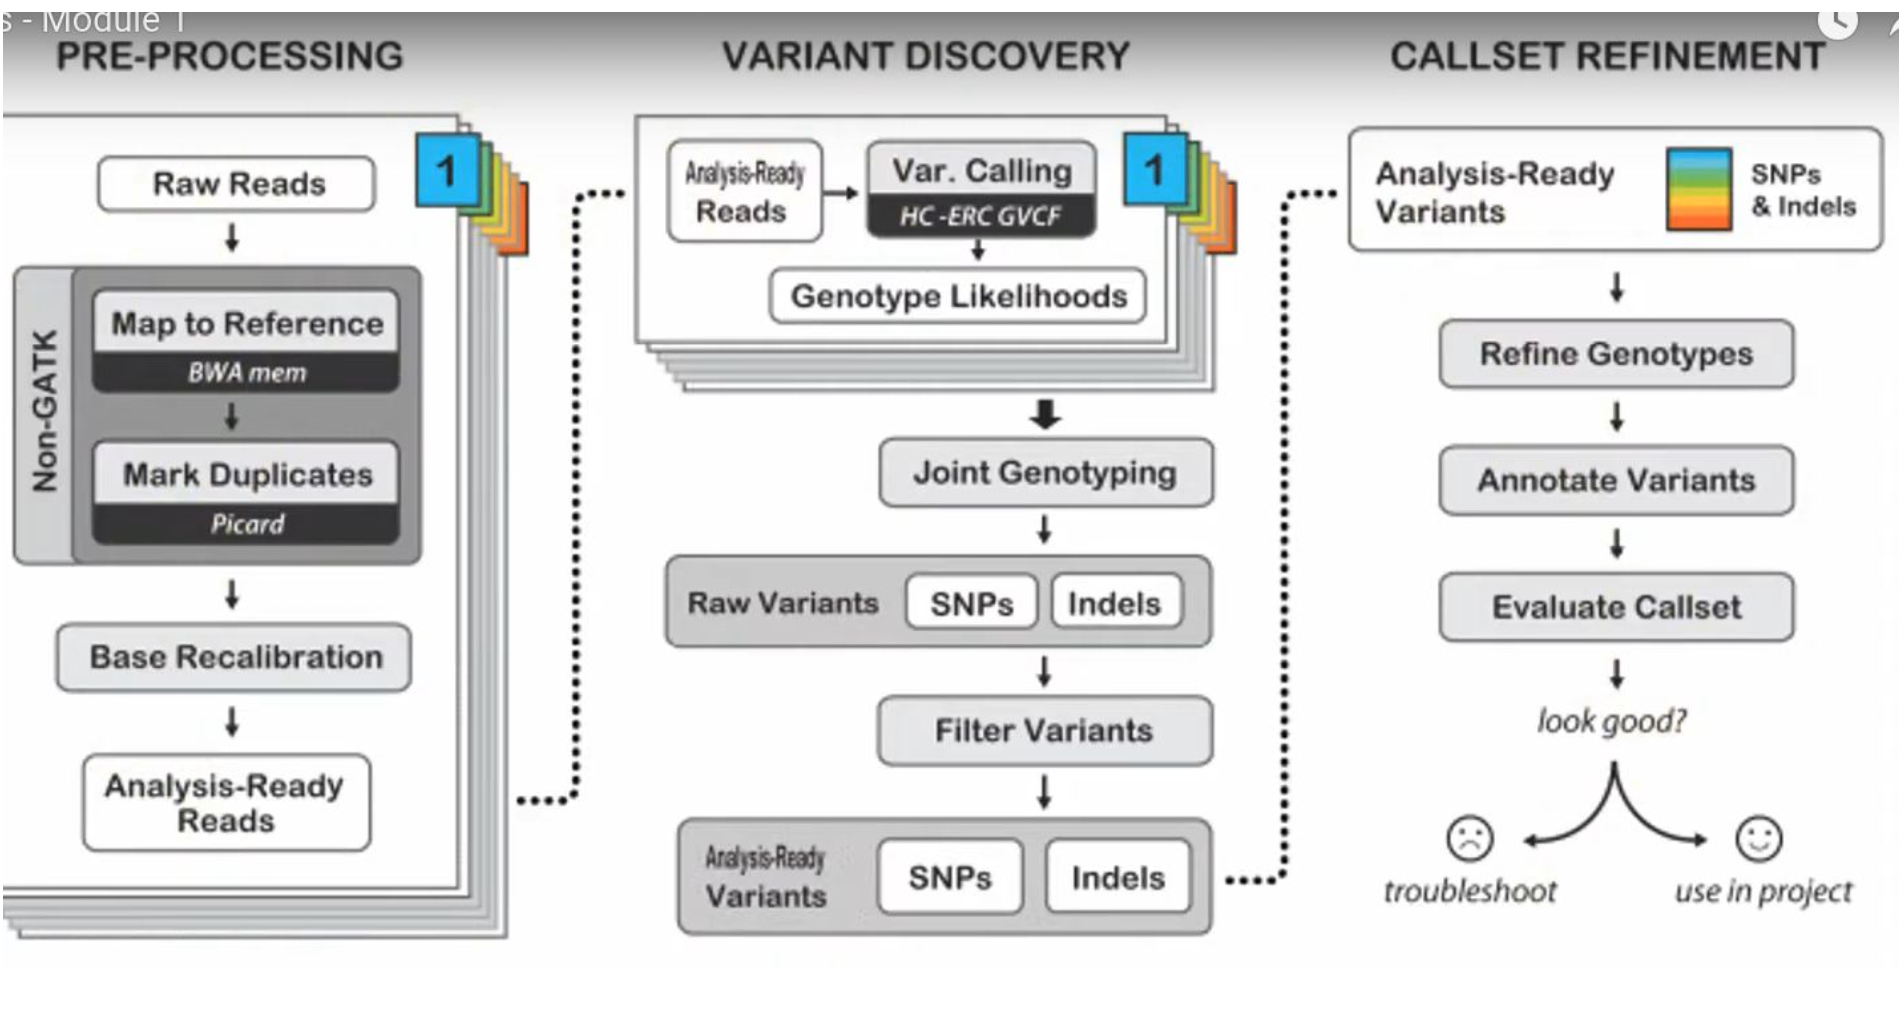 s - Module 1
PRE-PROCESSING
1
Raw Reads
Non-GATK
Map to Reference
BWA mem
Mark Duplicates
Picard
Base Recalibration
Analysis-Ready
Reads
VARIANT DISCOVERY
1
Analysis-Ready
Reads
Var. Calling
HC -ERC GVCF
Genotype Likelihoods
Joint Genotyping
Raw Variants
SNPs
Indels
Filter Variants
Analysis-Ready
Variants
SNPs
Indels
CALLSET REFINEMENT
Analysis-Ready
Variants
SNPs
& Indels
Refine Genotypes
Annotate Variants
Evaluate Callset
look good?
troubleshoot
use in project